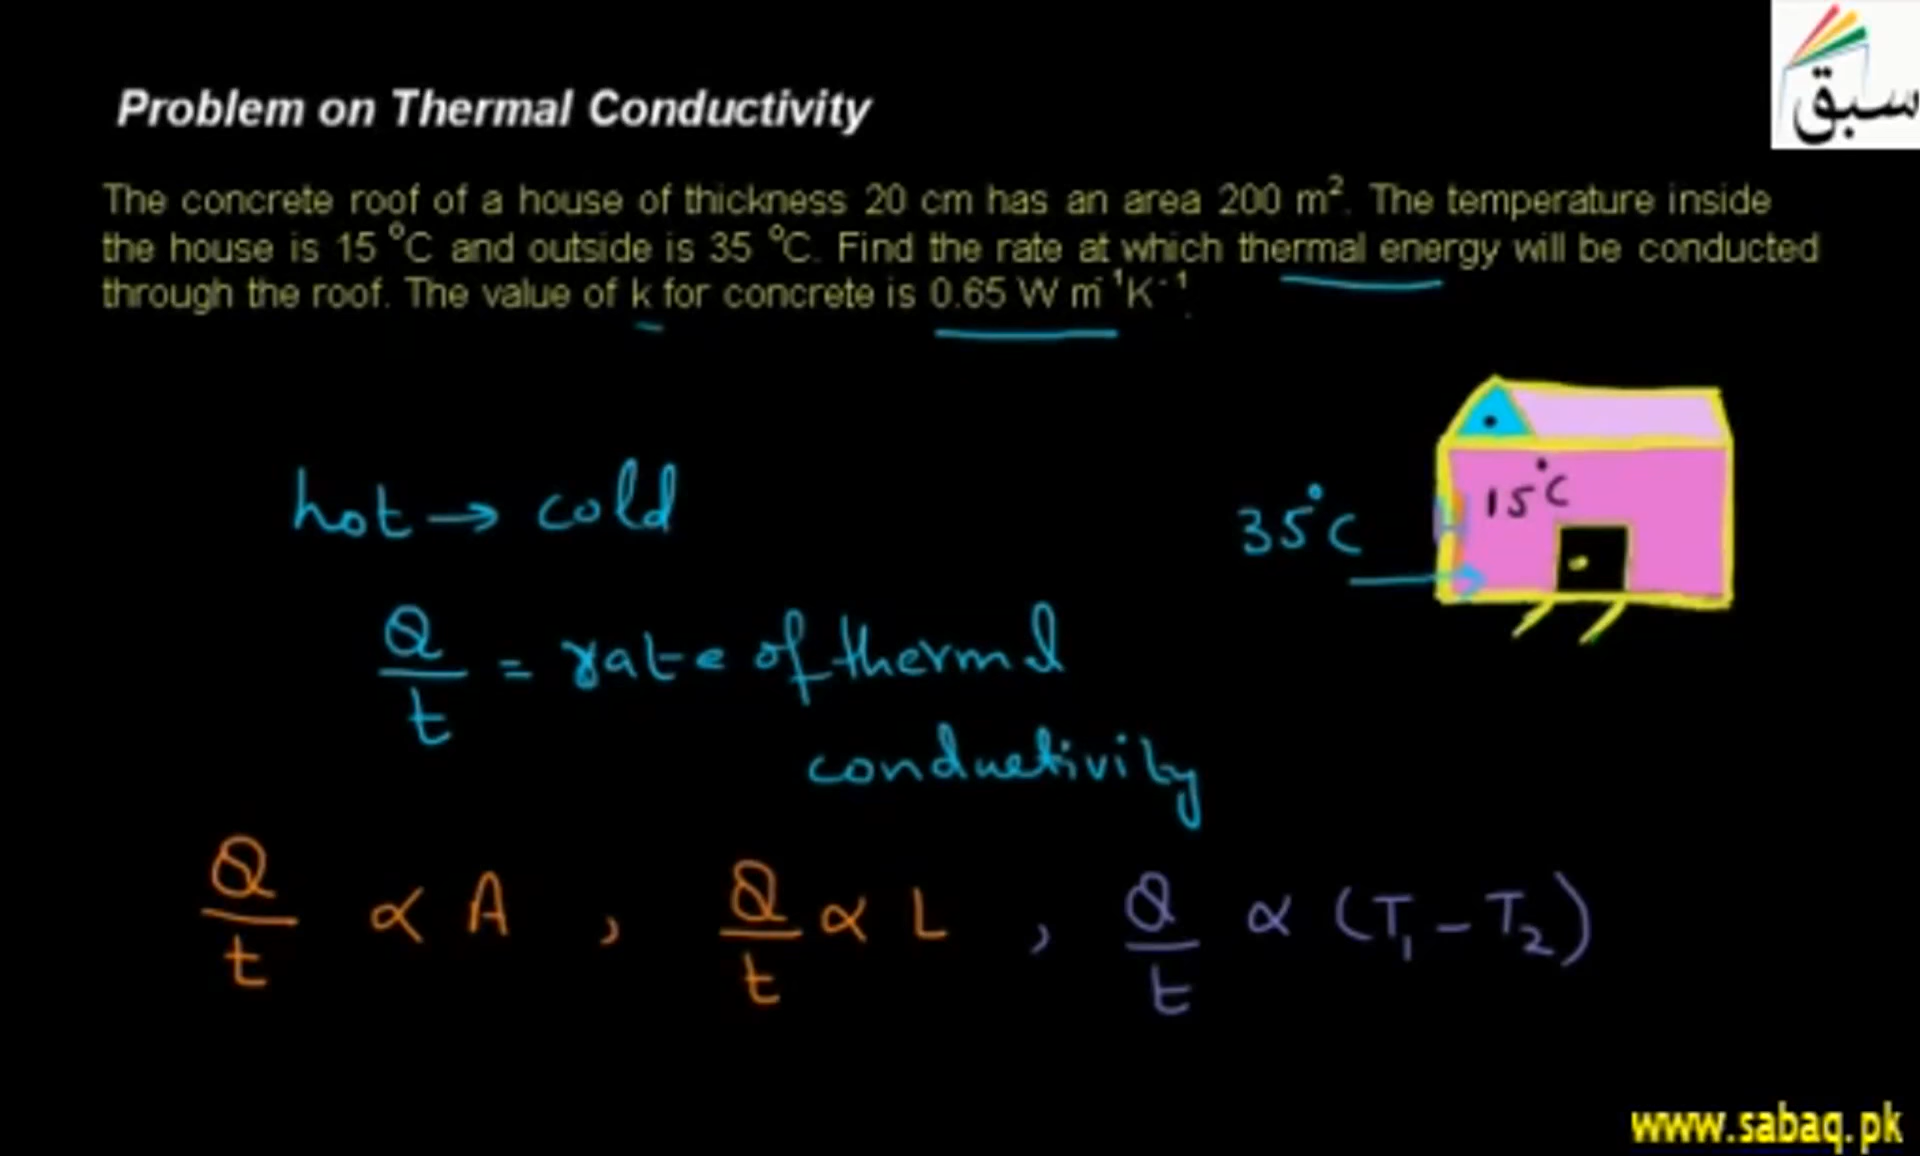 سبق
Problem on Thermal Conductivity
The concrete roof of a house of thickness 20 cm has an area 200 m². The temperature inside
the house is 15 °C and outside is 35 °C. Find the rate at which thermal energy will be conducted
through the roof. The value of k for concrete is 0.65 W m⁻¹K⁻¹.
hot → cold
35°C
15°C
Q/t = rate of thermal
conductivity
Q/t ∝ A , Q/t ∝ L , Q/t ∝ (T₁ - T₂)
www.sabaq.pk